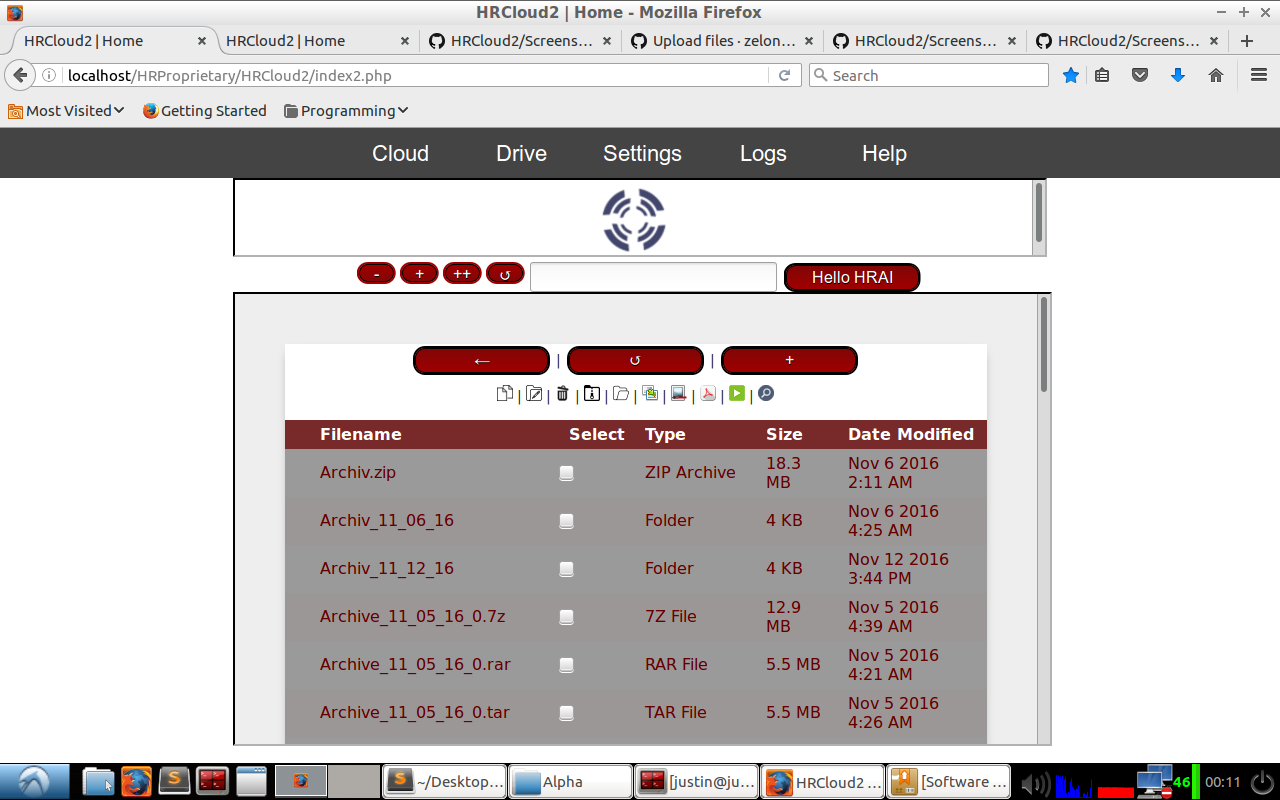 HRCloud2 | Home - Mozilla Firefox
HRCloud2 | Home HRCloud2 | Home HRCloud2/Screens... Upload files · zelon... HRCloud2/Screens... HRCloud2/Screens...
localhost/HRProprietary/HRCloud2/index2.php Search
Most Visited Getting Started Programming
Cloud Drive Settings Logs Help
- + ++ ↺ Hello HRAI
← | ↺ | +
| | | | | | | | |
Filename Select Type Size Date Modified
Archiv.zip ZIP Archive 18.3 MB Nov 6 2016 2:11 AM
Archiv_11_06_16 Folder 4 KB Nov 6 2016 4:25 AM
Archiv_11_12_16 Folder 4 KB Nov 12 2016 3:44 PM
Archive_11_05_16_0.7z 7Z File 12.9 MB Nov 5 2016 4:39 AM
Archive_11_05_16_0.rar RAR File 5.5 MB Nov 5 2016 4:21 AM
Archive_11_05_16_0.tar TAR File 5.5 MB Nov 5 2016 4:26 AM
~/Desktop... Alpha [justin@ju... HRCloud2 ... [Software ... 46 00:11